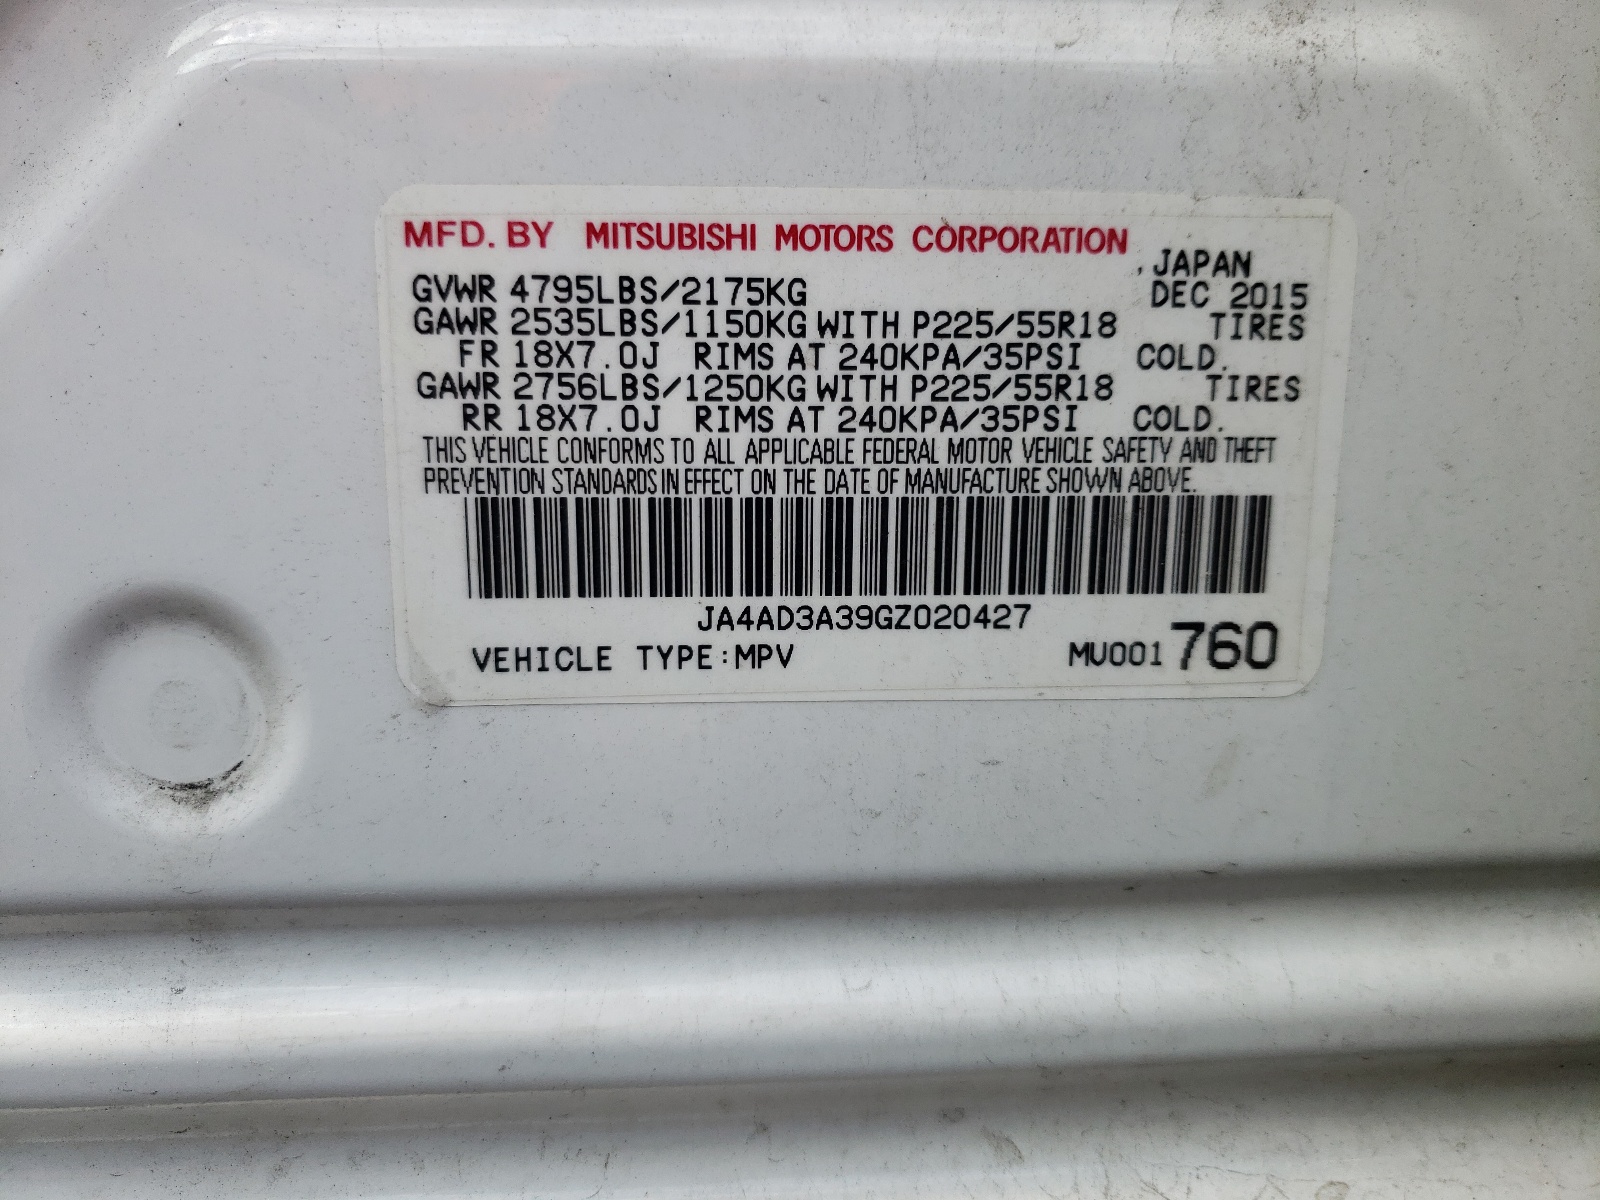 MFD. BY MITSUBISHI MOTORS CORPORATION
, JAPAN
GVWR 4795LBS/2175KG DEC 2015
GAWR 2535LBS/1150KG WITH P225/55R18 TIRES
FR 18X7.0J RIMS AT 240KPA/35PSI COLD.
GAWR 2756LBS/1250KG WITH P225/55R18 TIRES
RR 18X7.0J RIMS AT 240KPA/35PSI COLD.
THIS VEHICLE CONFORMS TO ALL APPLICABLE FEDERAL MOTOR VEHICLE SAFETY AND THEFT
PREVENTION STANDARDS IN EFFECT ON THE DATE OF MANUFACTURE SHOWN ABOVE.
JA4AD3A39GZ020427
VEHICLE TYPE:MPV MU001 760